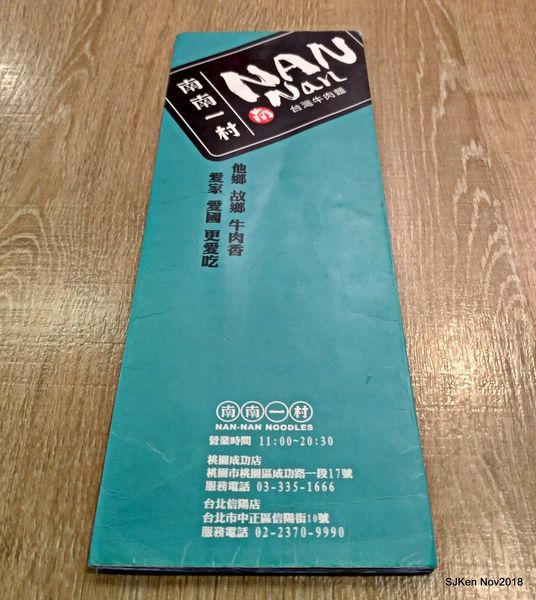 南南一村
NAN
Nan
南
台灣牛肉麵
他鄉 故鄉 牛肉香
愛家 愛國 更愛吃
南南一村
NAN-NAN NOODLES
營業時間 11:00~20:30
桃園成功店
桃園市桃園區成功路一段17號
服務電話 03-335-1666
台北信陽店
台北市中正區信陽街10號
服務電話 02-2370-9990
SJKen Nov2018